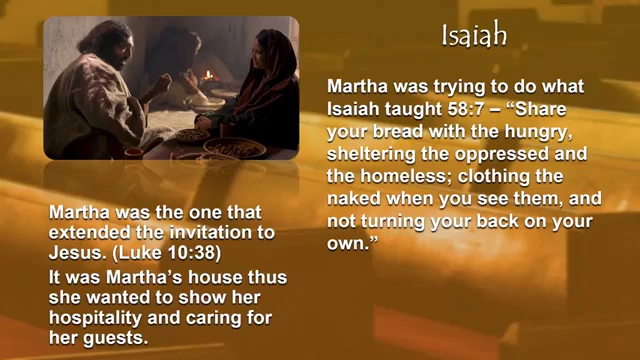 Isaiah
Martha was trying to do what
Isaiah taught 58:7 – “Share
your bread with the hungry,
sheltering the oppressed and
the homeless; clothing the
naked when you see them, and
not turning your back on your
own.”
Martha was the one that
extended the invitation to
Jesus. (Luke 10:38)
It was Martha’s house thus
she wanted to show her
hospitality and caring for
her guests.